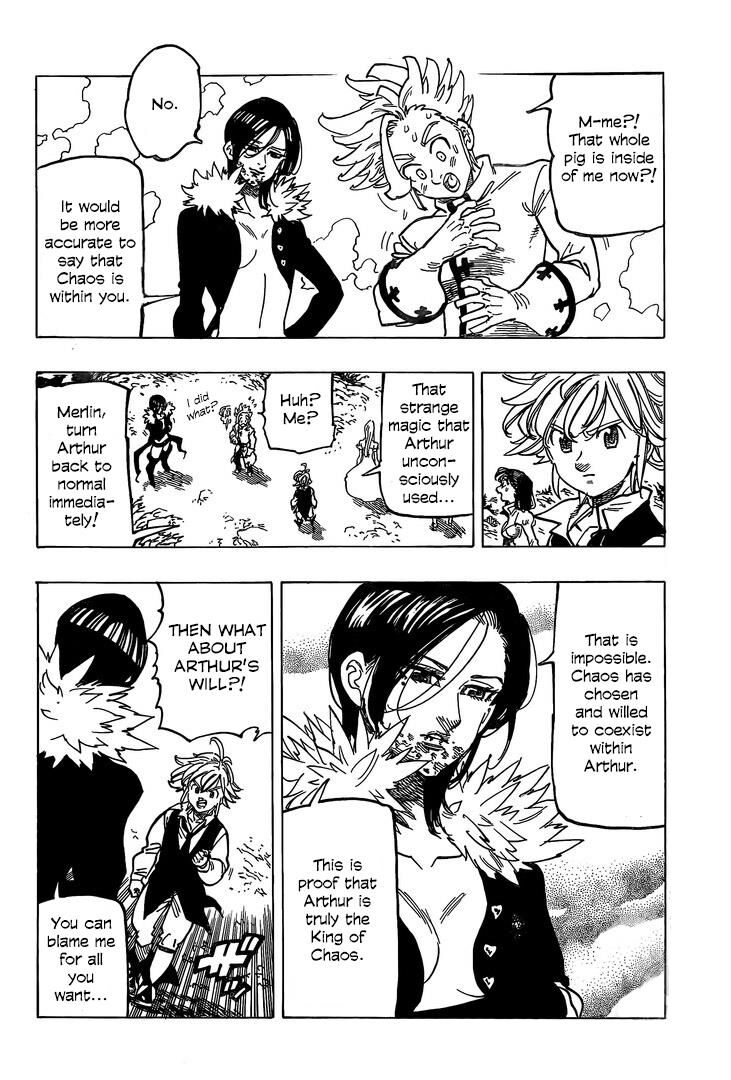 M-me?!
That whole
pig is inside
of me now?!
No.
It would
be more
accurate to
say that
Chaos is
within you.
That
strange
magic that
Arthur
uncon-
sciously
used...
Huh?
Me?
I did
what?
Merlin,
turn
Arthur
back to
normal
immedia-
tely!
That is
impossible.
Chaos has
chosen
and willed
to coexist
within
Arthur.
This is
proof that
Arthur is
truly the
King of
Chaos.
THEN WHAT
ABOUT
ARTHUR'S
WILL?!
You can
blame me
for all
you
want...